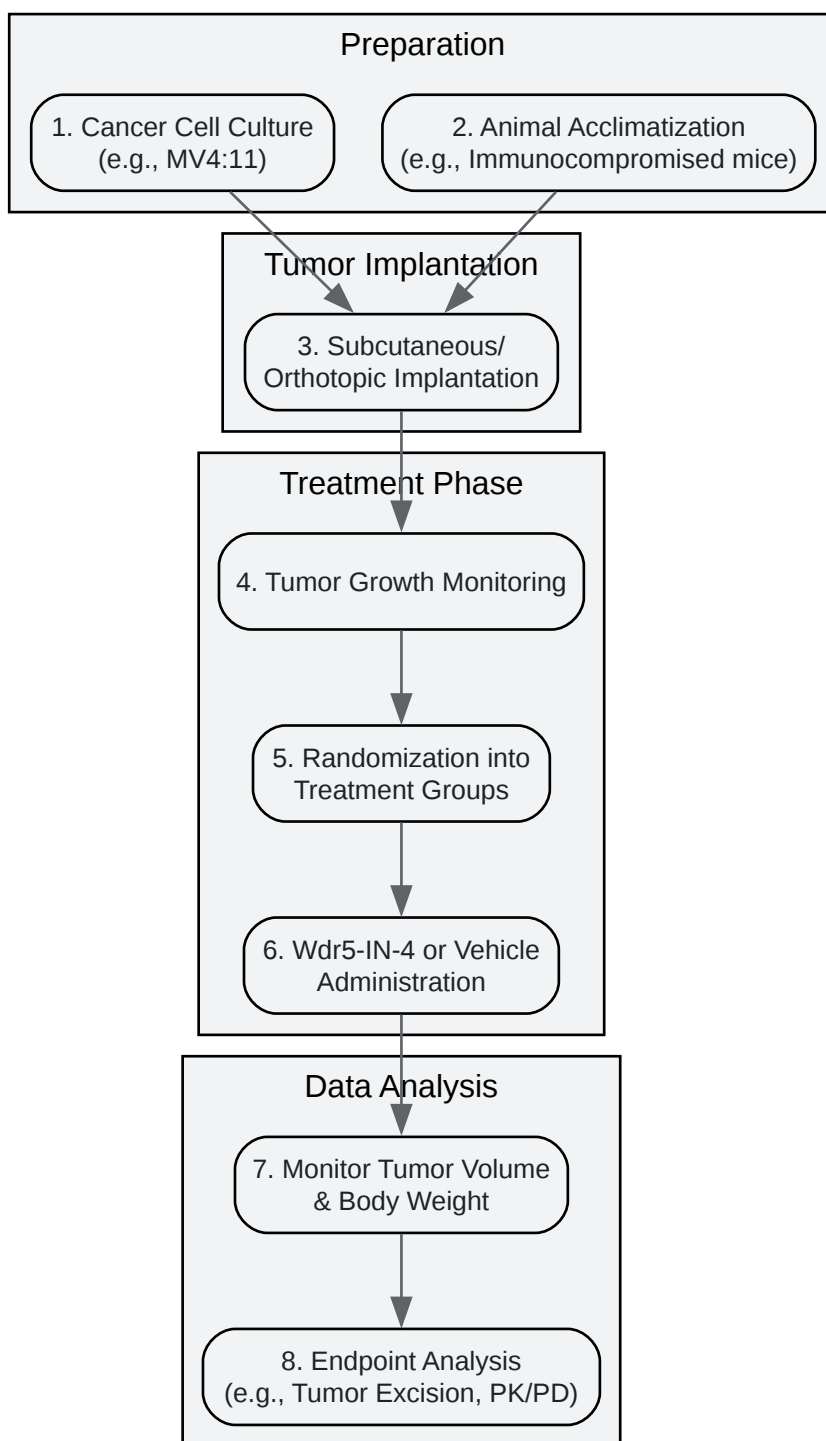 Preparation
1. Cancer Cell Culture
(e.g., MV4:11)
2. Animal Acclimatization
(e.g., Immunocompromised mice)
Tumor Implantation
3. Subcutaneous/
Orthotopic Implantation
Treatment Phase
4. Tumor Growth Monitoring
5. Randomization into
Treatment Groups
6. Wdr5-IN-4 or Vehicle
Administration
Data Analysis
7. Monitor Tumor Volume
& Body Weight
8. Endpoint Analysis
(e.g., Tumor Excision, PK/PD)